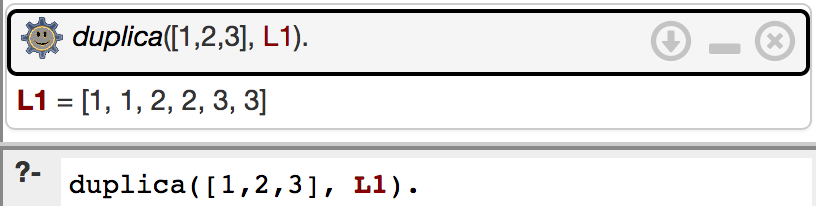 duplica([1,2,3], L1).
L1 = [1, 1, 2, 2, 3, 3]
?- duplica([1,2,3], L1).